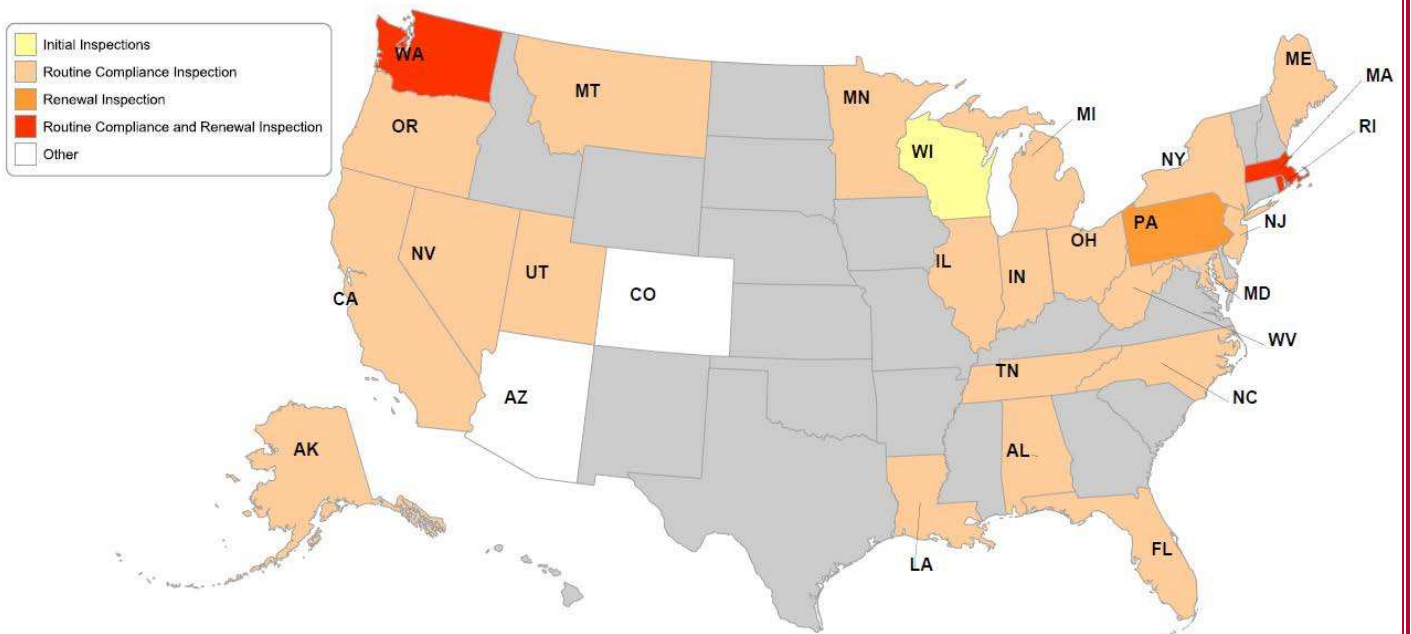 Initial Inspections
Routine Compliance Inspection
Renewal Inspection
Routine Compliance and Renewal Inspection
Other
WA
ME
MA
MT
MN
MI
OR
RI
WI
NY
NJ
PA
OH
NV
IL
UT
IN
CA
CO
MD
WV
TN
AZ
NC
AK
AL
FL
LA